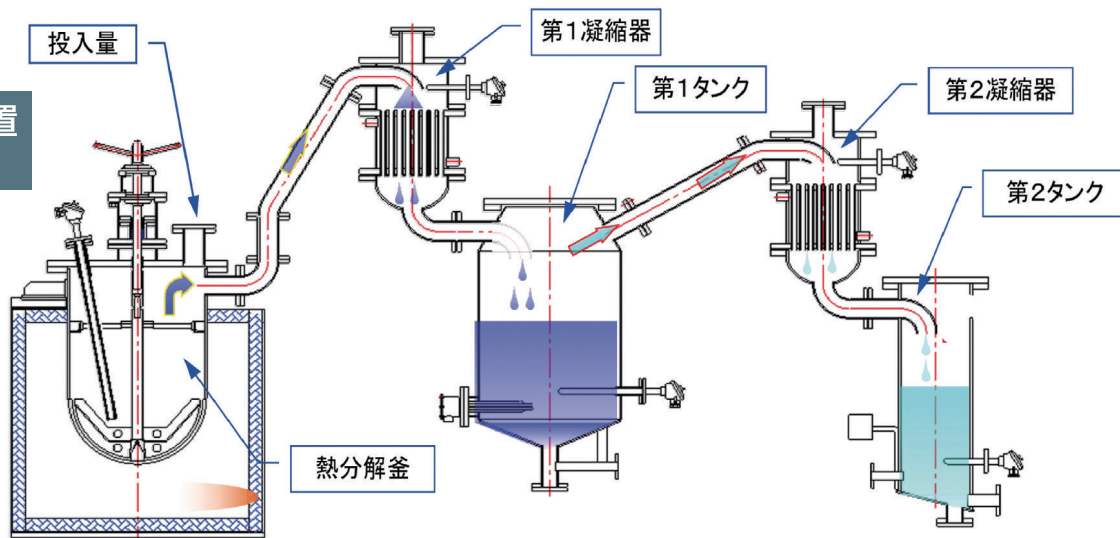 置
投入量
第1凝縮器
第1タンク
第2凝縮器
第2タンク
熱分解釜